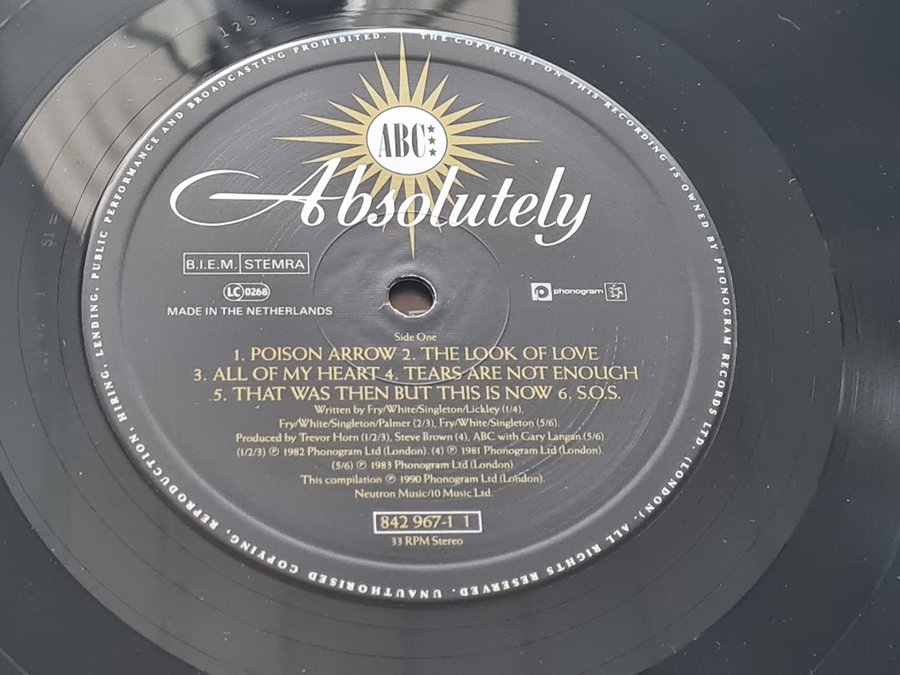 ABC
Absolutely
B.I.E.M. STEMRA
LC 0268
MADE IN THE NETHERLANDS
phonogram
Side One
1. POISON ARROW 2. THE LOOK OF LOVE
3. ALL OF MY HEART 4. TEARS ARE NOT ENOUGH
5. THAT WAS THEN BUT THIS IS NOW 6. S.O.S.
Written by Fry/White/Singleton/Lickley (1/4),
Fry/White/Singleton/Palmer (2/3), Fry/White/Singleton (5/6).
Produced by Trevor Horn (1/2/3), Steve Brown (4), ABC with Gary Langan (5/6)
(1/2/3) ℗ 1982 Phonogram Ltd (London). (4) ℗ 1981 Phonogram Ltd (London).
(5/6) ℗ 1983 Phonogram Ltd (London).
This compilation ℗ 1990 Phonogram Ltd (London).
Neutron Music/10 Music Ltd.
842 967-1 1
33 RPM Stereo
THE COPYRIGHT ON THIS RECORDING IS OWNED BY PHONOGRAM RECORDS LTD. (LONDON). ALL RIGHTS RESERVED. UNAUTHORISED COPYING, REPRODUCTION, HIRING, LENDING, PUBLIC PERFORMANCE AND BROADCASTING PROHIBITED.
123